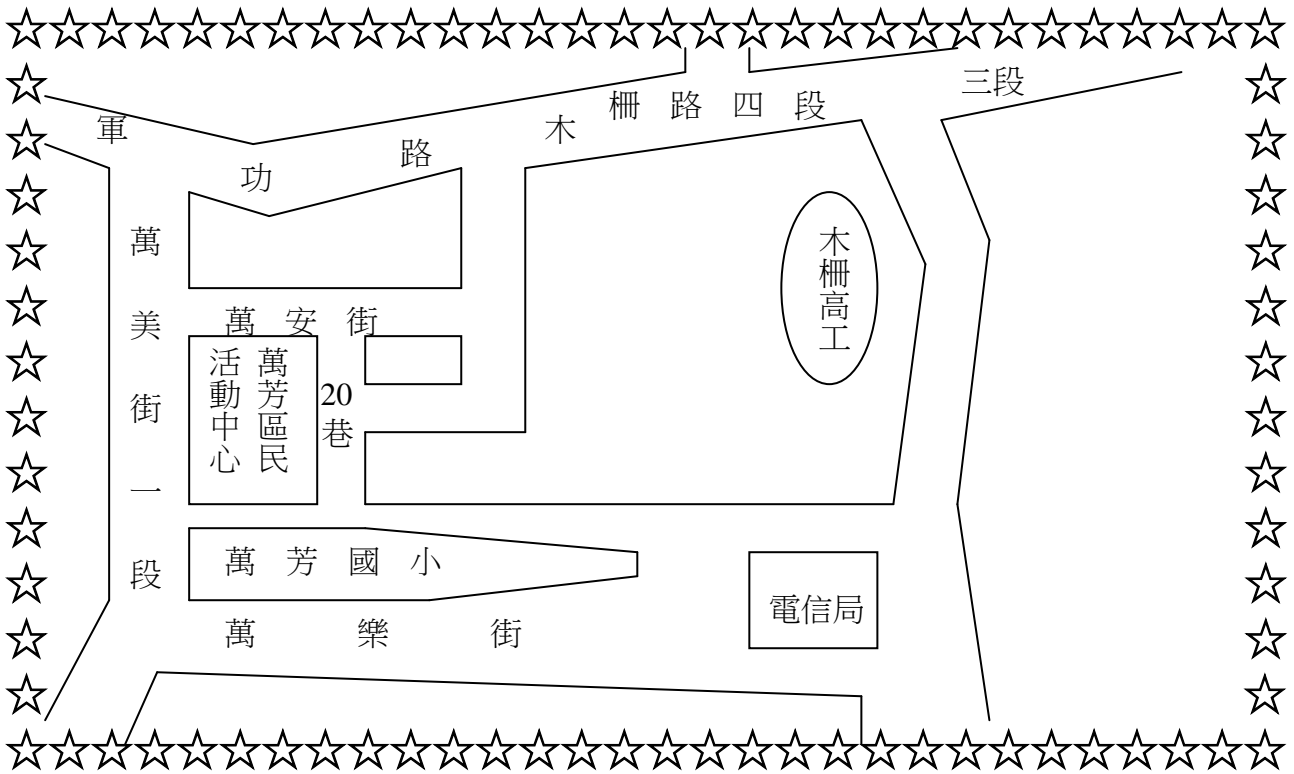 軍功路
木柵路四段
三段
萬美街一段
萬安街
萬芳區民
活動中心
20
巷
木柵高工
萬芳國小
電信局
萬樂街